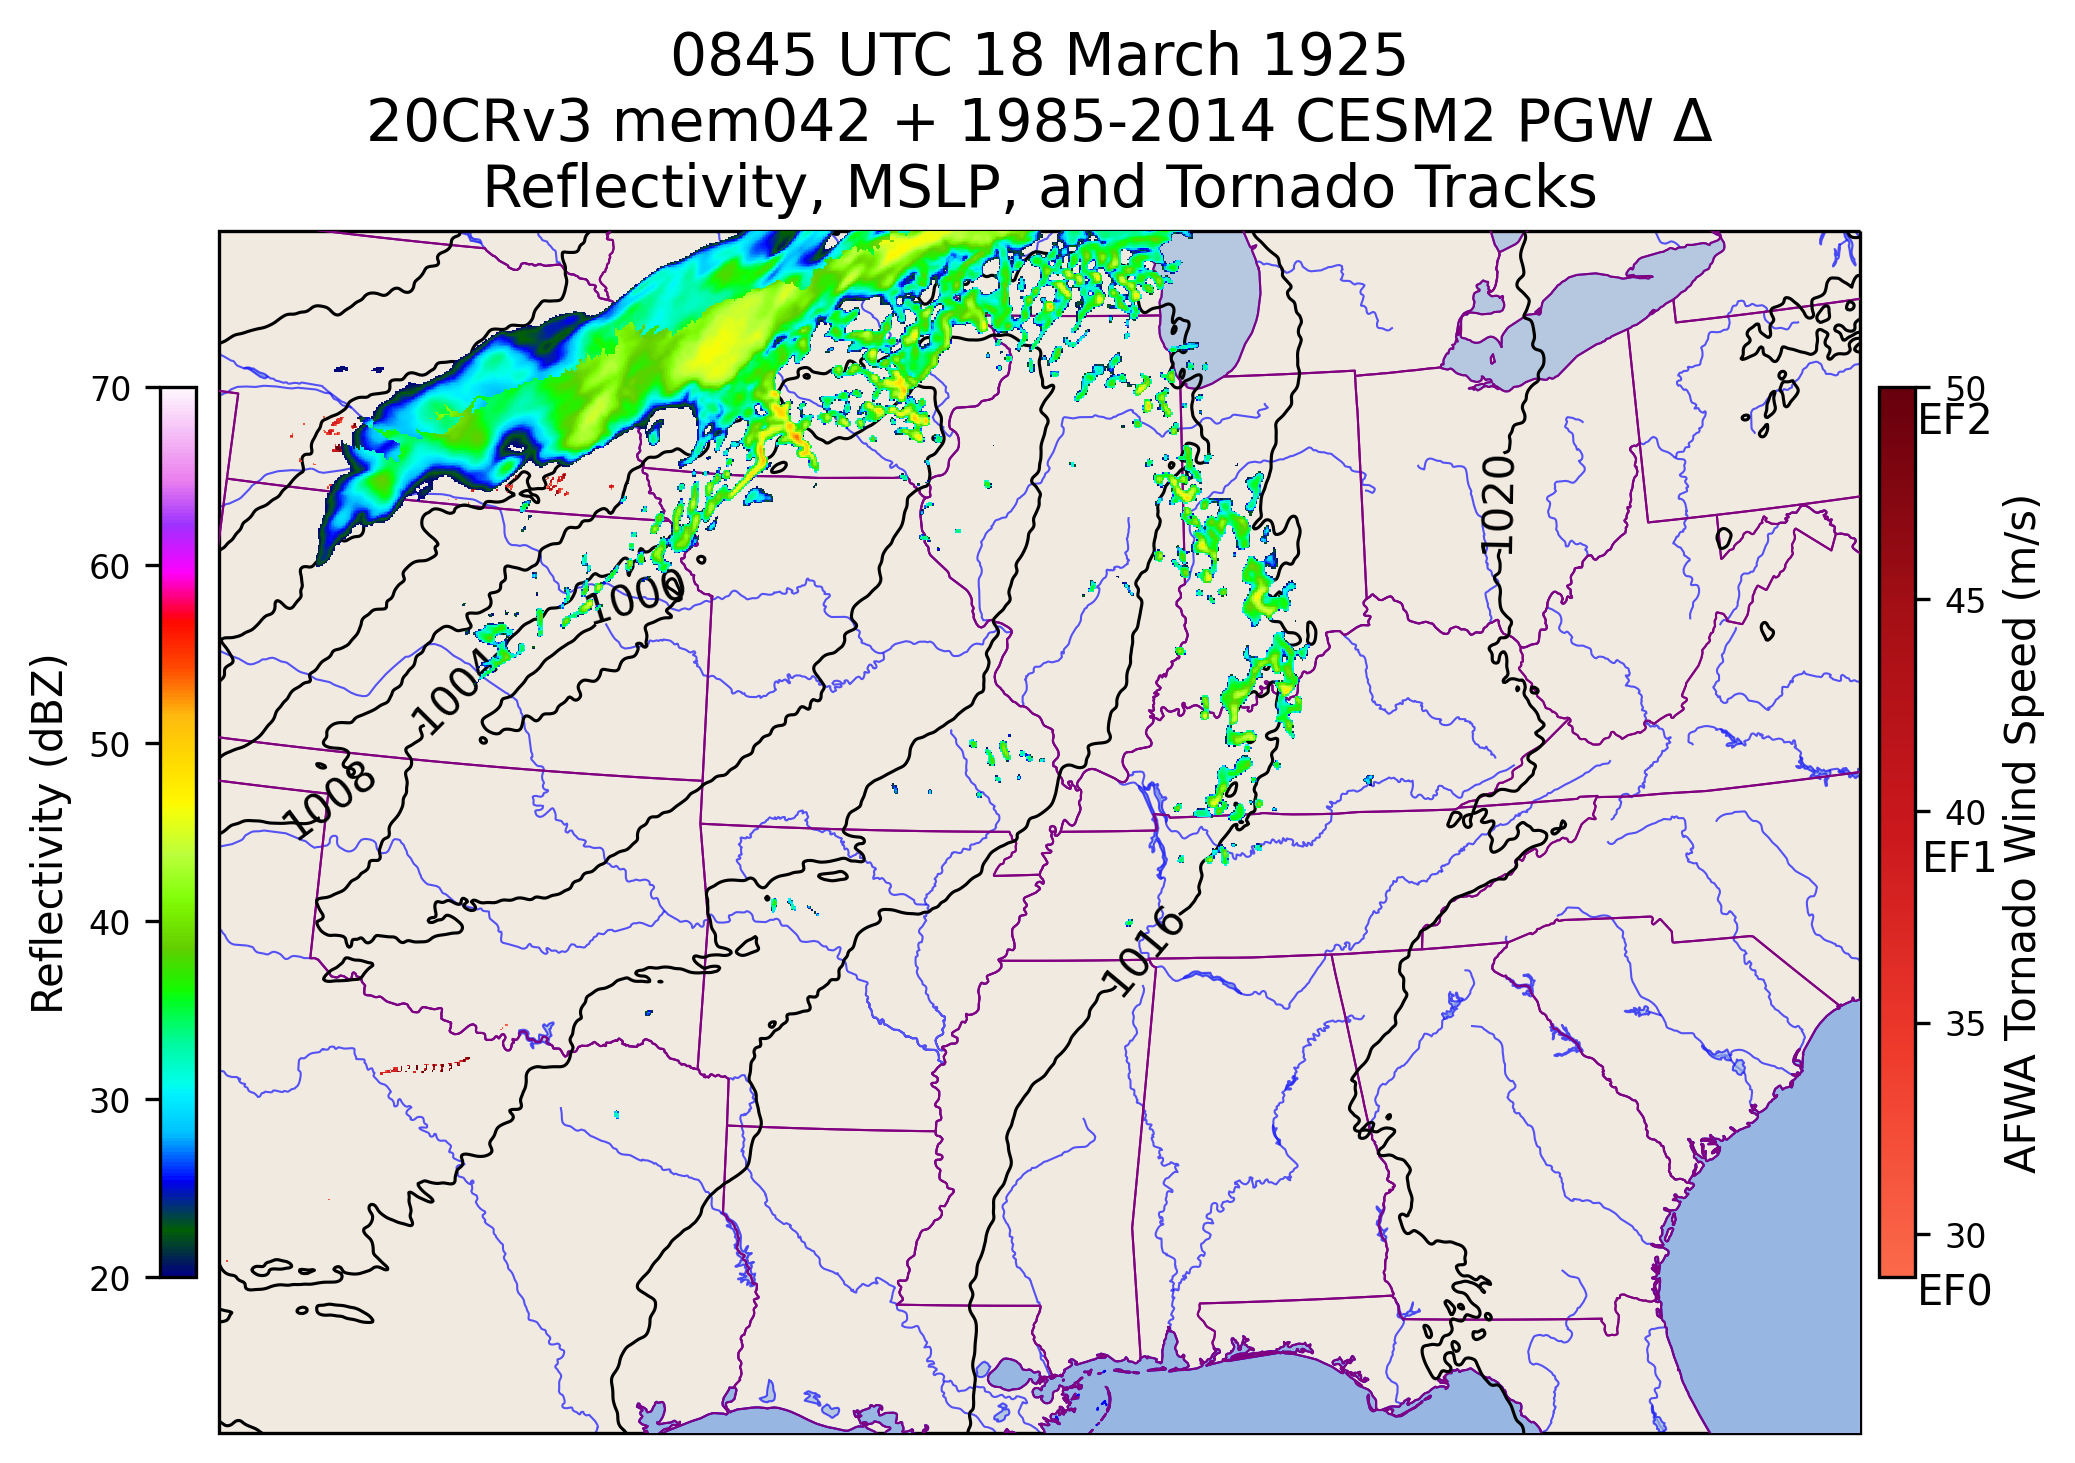 0845 UTC 18 March 1925
20CRv3 mem042 + 1985-2014 CESM2 PGW Δ
Reflectivity, MSLP, and Tornado Tracks
70
60
50
40
30
20
Reflectivity (dBZ)
1020
1000
1004
1008
1016
50
EF2
45
40
EF1
35
30
EF0
AFWA Tornado Wind Speed (m/s)